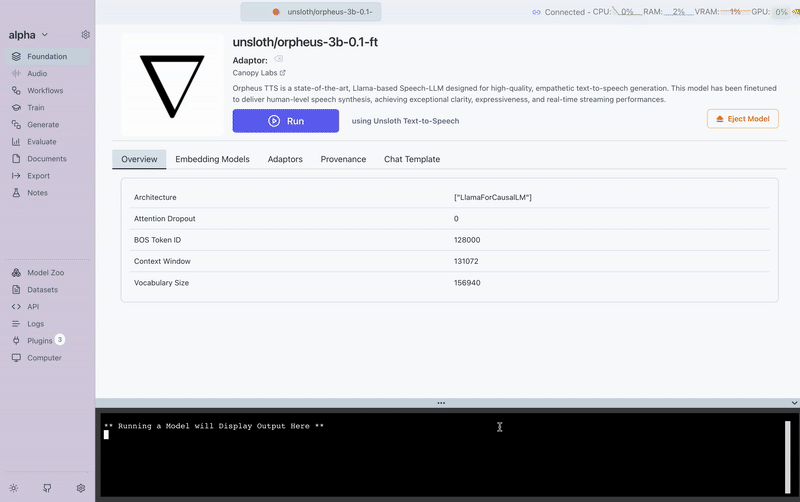 alpha
unsloth/orpheus-3b-0.1-
Connected - CPU: 0% RAM: 2% VRAM: 1% GPU: 0%
Foundation
Audio
Workflows
Train
Generate
Evaluate
Documents
Export
Notes
Model Zoo
Datasets
API
Logs
Plugins 3
Computer
unsloth/orpheus-3b-0.1-ft
Adaptor:
Canopy Labs
Orpheus TTS is a state-of-the-art, Llama-based Speech-LLM designed for high-quality, empathetic text-to-speech generation. This model has been finetuned
to deliver human-level speech synthesis, achieving exceptional clarity, expressiveness, and real-time streaming performances.
Run
using Unsloth Text-to-Speech
Eject Model
Overview Embedding Models Adaptors Provenance Chat Template
Architecture ["LlamaForCausalLM"]
Attention Dropout 0
BOS Token ID 128000
Context Window 131072
Vocabulary Size 156940
** Running a Model will Display Output Here **